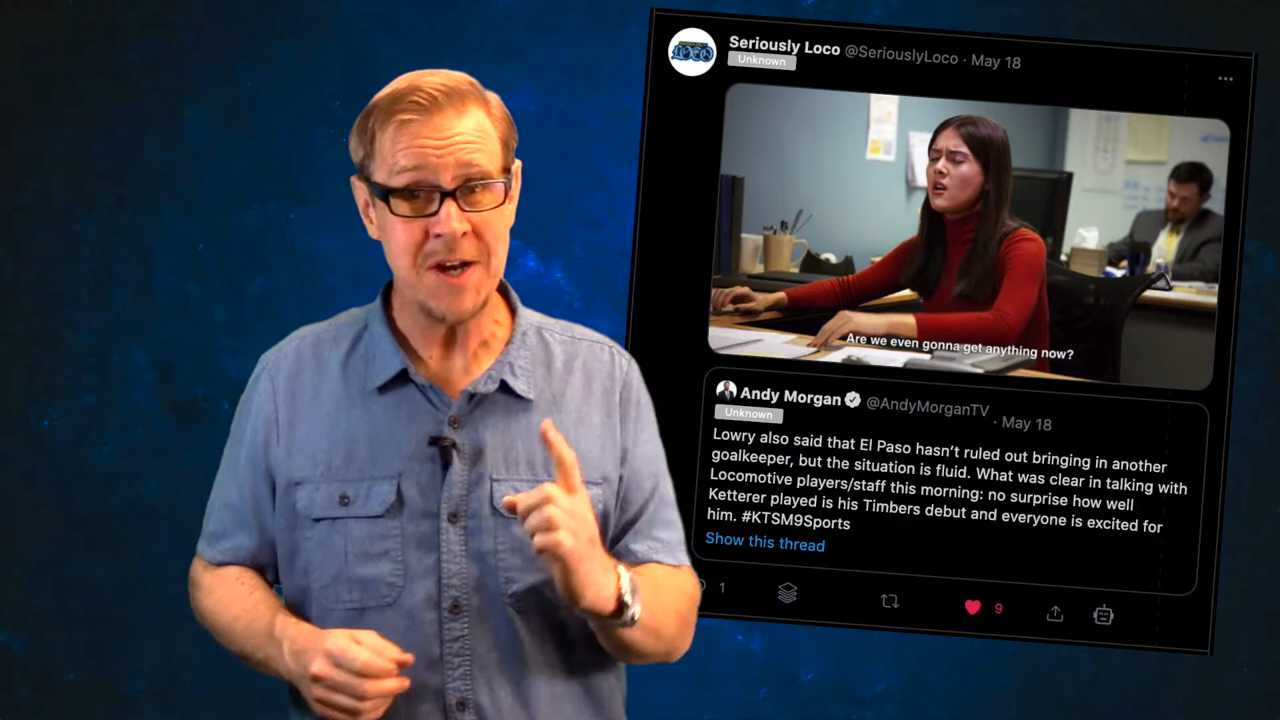 LOCO
Seriously Loco @SeriouslyLoco · May 18
Unknown
Are we even gonna get anything now?
Andy Morgan @AndyMorganTV
Unknown
· May 18
Lowry also said that El Paso hasn't ruled out bringing in another
goalkeeper, but the situation is fluid. What was clear in talking with
Locomotive players/staff this morning: no surprise how well
Ketterer played is his Timbers debut and everyone is excited for
him. #KTSM9Sports
Show this thread
1
9